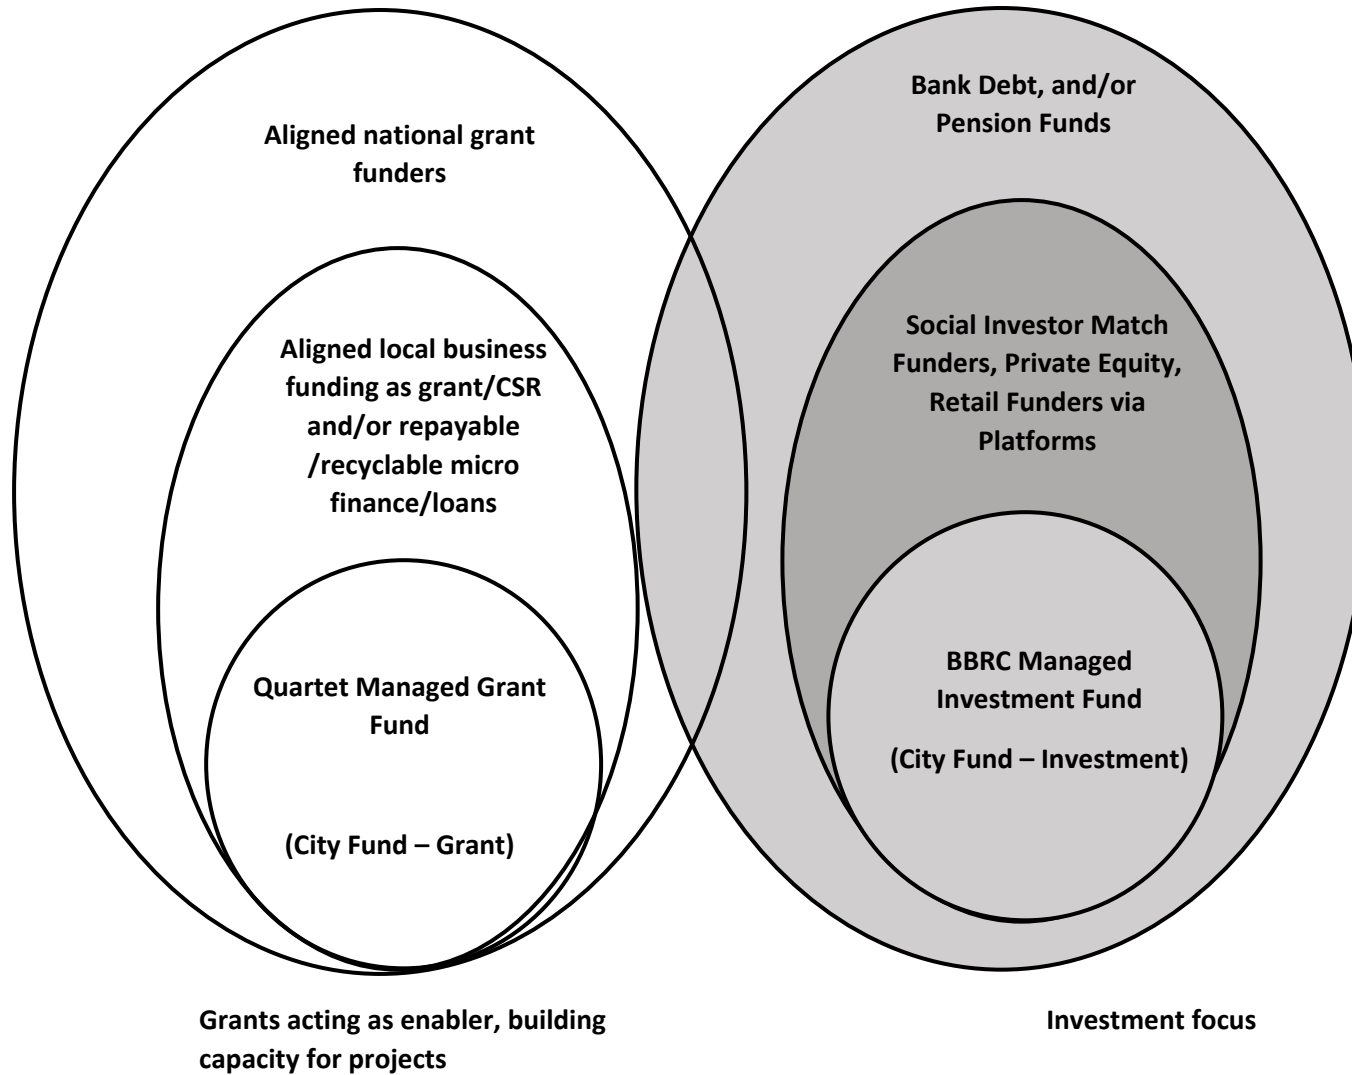 Aligned national grant
funders
Aligned local business
funding as grant/CSR
and/or repayable
/recyclable micro
finance/loans
Quartet Managed Grant
Fund
(City Fund – Grant)
Grants acting as enabler, building
capacity for projects
Bank Debt, and/or
Pension Funds
Social Investor Match
Funders, Private Equity,
Retail Funders via
Platforms
BBRC Managed
Investment Fund
(City Fund – Investment)
Investment focus